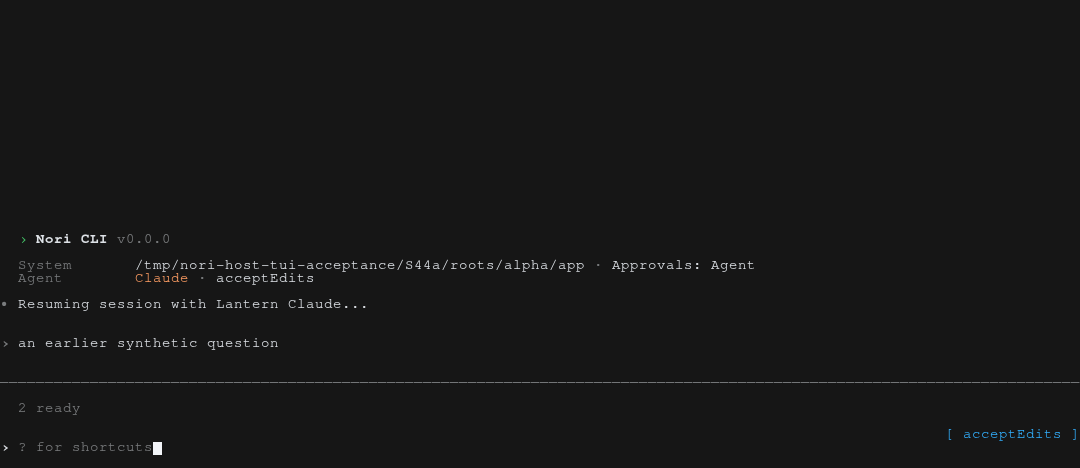 › Nori CLI v0.0.0
System /tmp/nori-host-tui-acceptance/S44a/roots/alpha/app · Approvals: Agent
Agent Claude · acceptEdits
• Resuming session with Lantern Claude...
› an earlier synthetic question
2 ready
[ acceptEdits ]
› ? for shortcuts